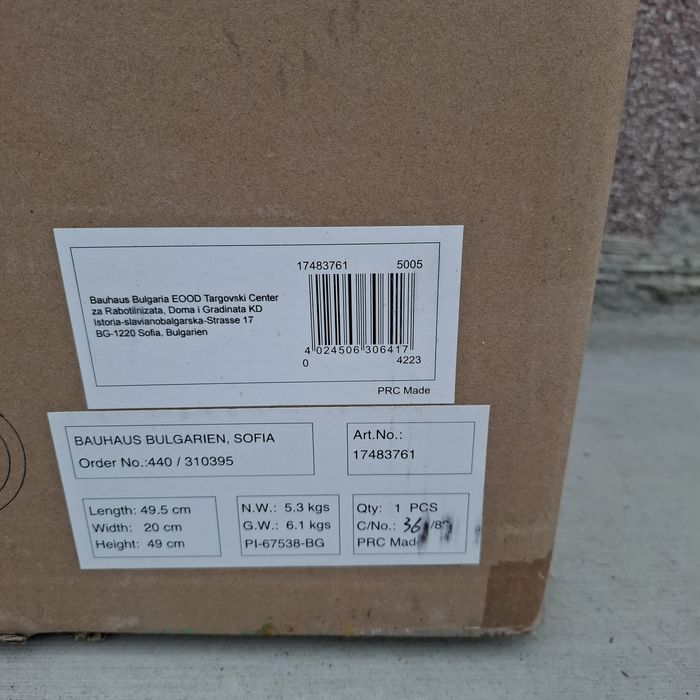 17483761 5005
Bauhaus Bulgaria EOOD Targovski Center
za Rabotilnizata, Doma i Gradinata KD
Istoria-slavianobalgarska-Strasse 17
BG-1220 Sofia, Bulgarien
4 024506 306417
0 4223
PRC Made
BAUHAUS BULGARIEN, SOFIA
Order No.:440 / 310395
Art.No.:
17483761
Length: 49.5 cm
Width: 20 cm
Height: 49 cm
N.W.: 5.3 kgs
G.W.: 6.1 kgs
PI-67538-BG
Qty: 1 PCS
C/No.: 36
PRC Made